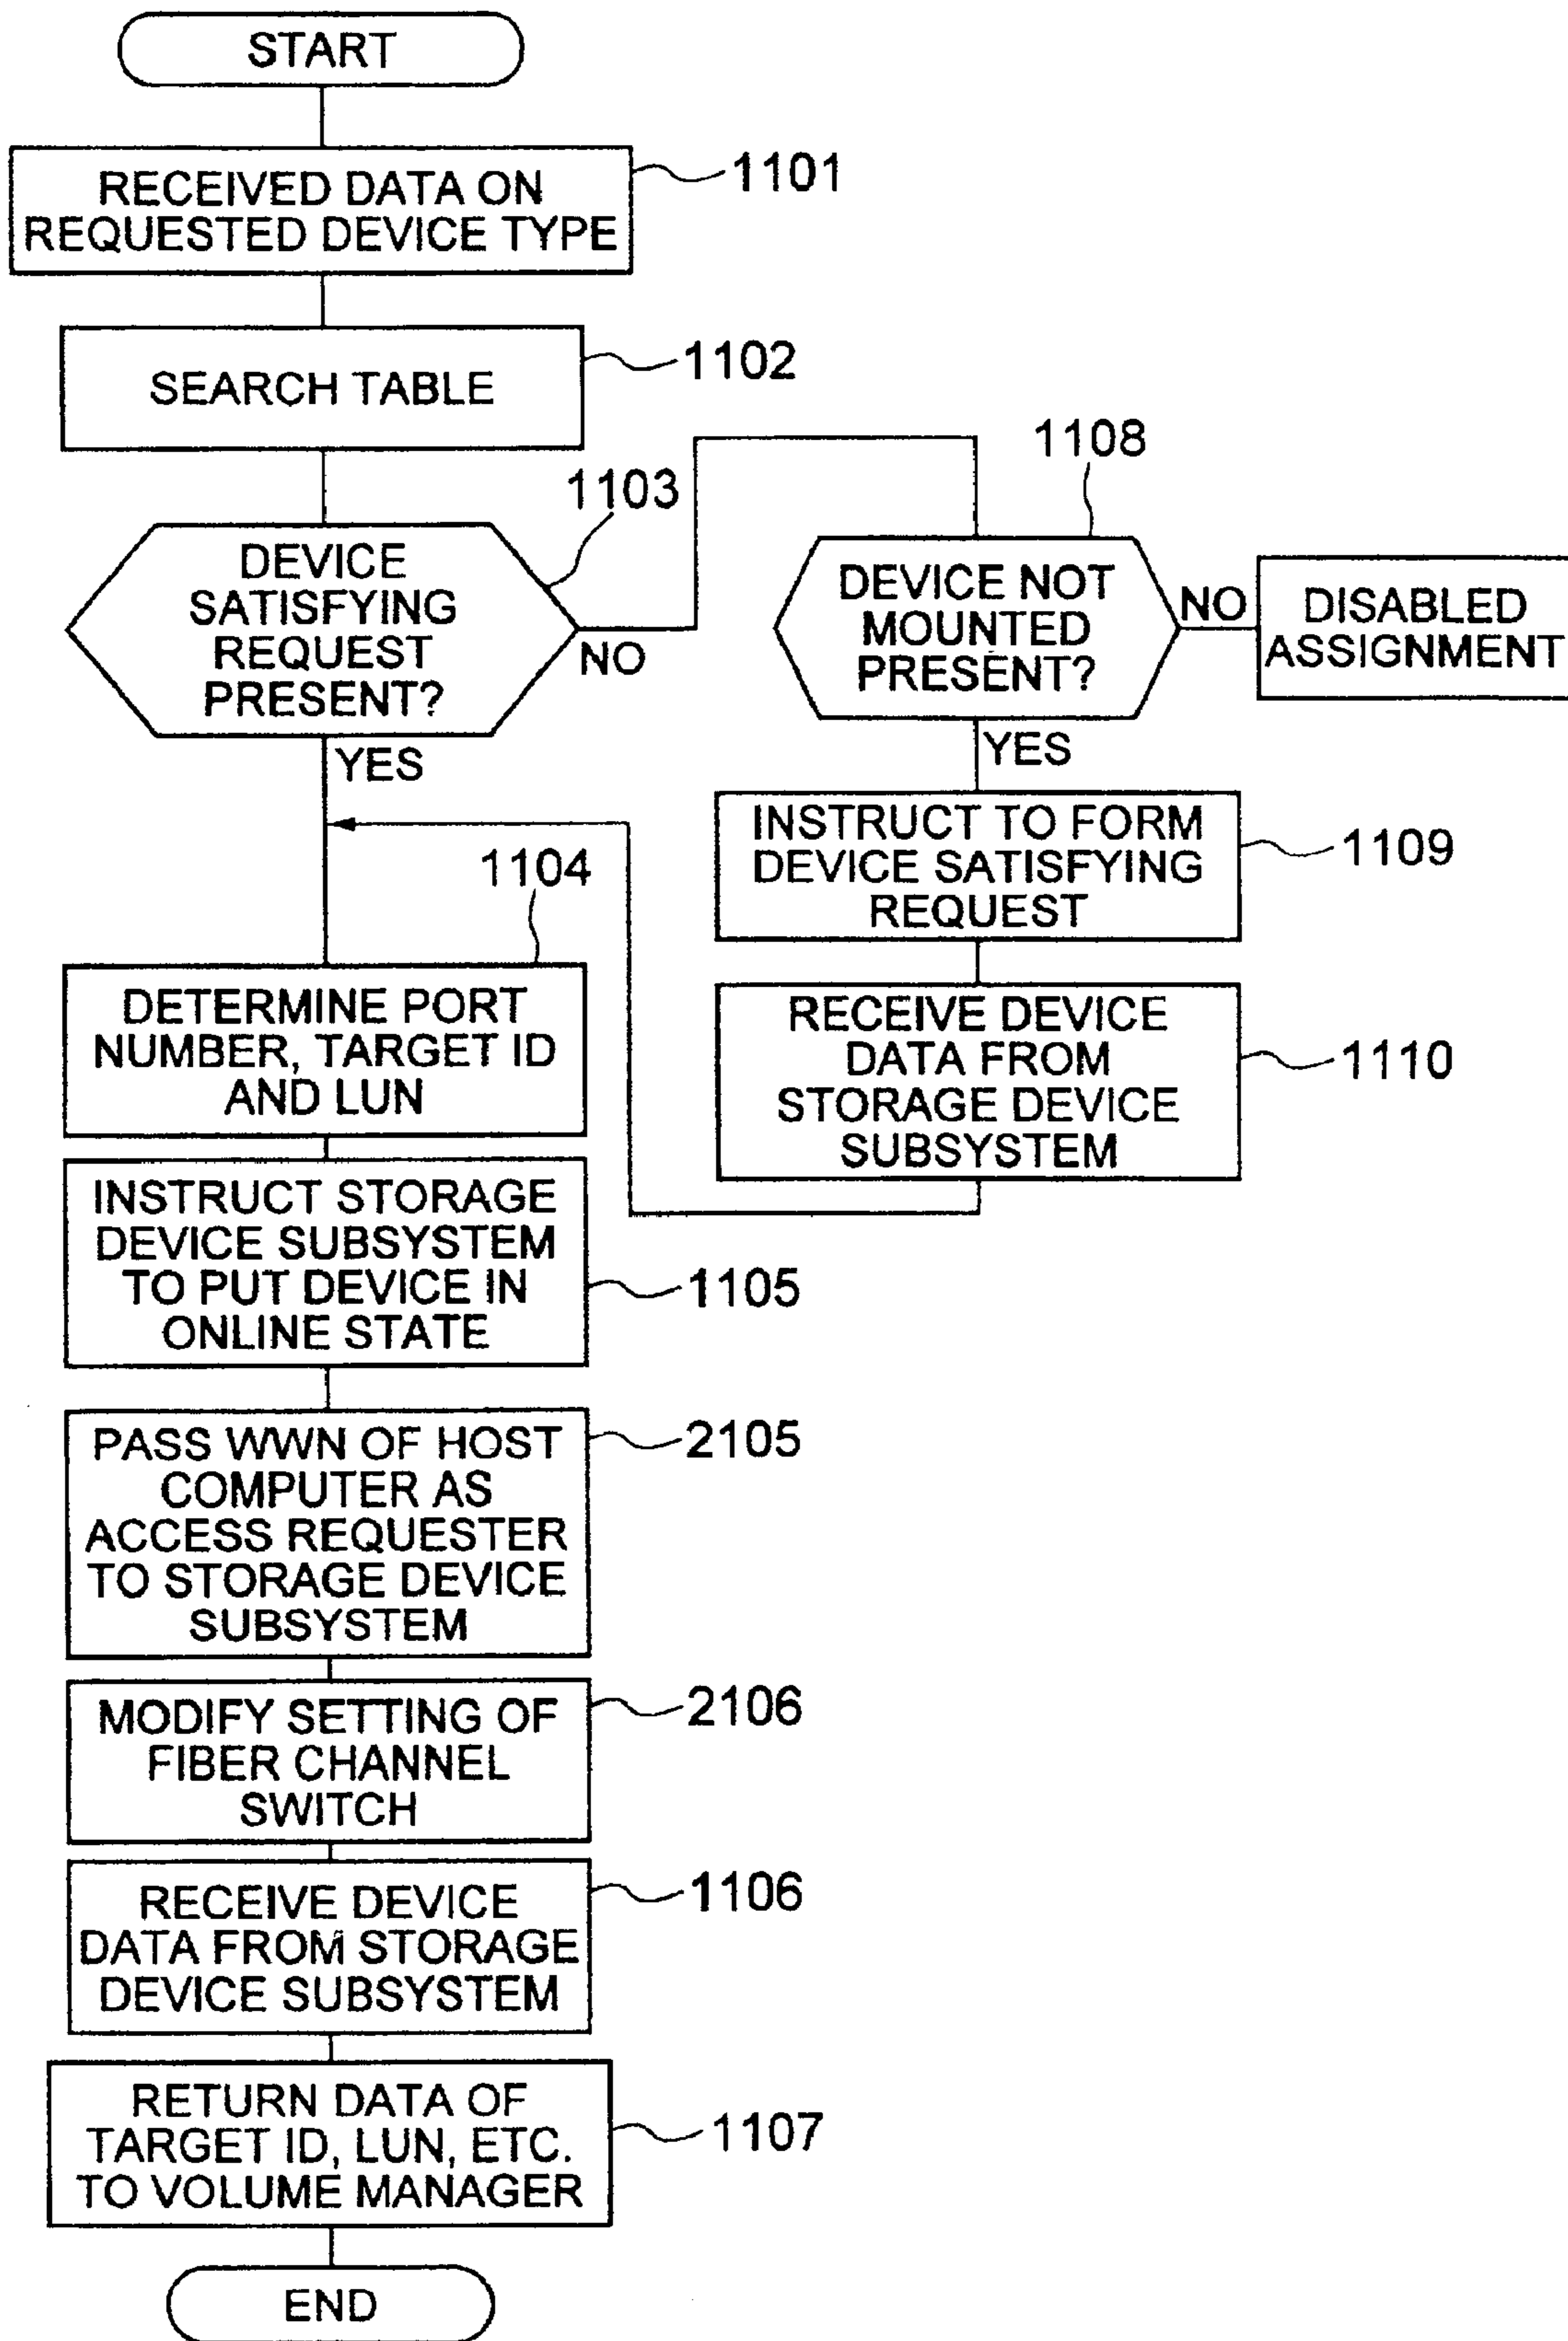 START
RECEIVED DATA ON
REQUESTED DEVICE TYPE
1101
SEARCH TABLE
1102
DEVICE
SATISFYING
REQUEST
PRESENT?
1103
NO
YES
DEVICE NOT
MOUNTED
PRESENT?
1108
NO
DISABLED
ASSIGNMENT
YES
INSTRUCT TO FORM
DEVICE SATISFYING
REQUEST
1109
RECEIVE DEVICE
DATA FROM
STORAGE DEVICE
SUBSYSTEM
1110
1104
DETERMINE PORT
NUMBER, TARGET ID
AND LUN
INSTRUCT STORAGE
DEVICE SUBSYSTEM
TO PUT DEVICE IN
ONLINE STATE
1105
PASS WWN OF HOST
COMPUTER AS
ACCESS REQUESTER
TO STORAGE DEVICE
SUBSYSTEM
2105
MODIFY SETTING OF
FIBER CHANNEL
SWITCH
2106
RECEIVE DEVICE
DATA FROM STORAGE
DEVICE SUBSYSTEM
1106
RETURN DATA OF
TARGET ID, LUN, ETC.
TO VOLUME MANAGER
1107
END